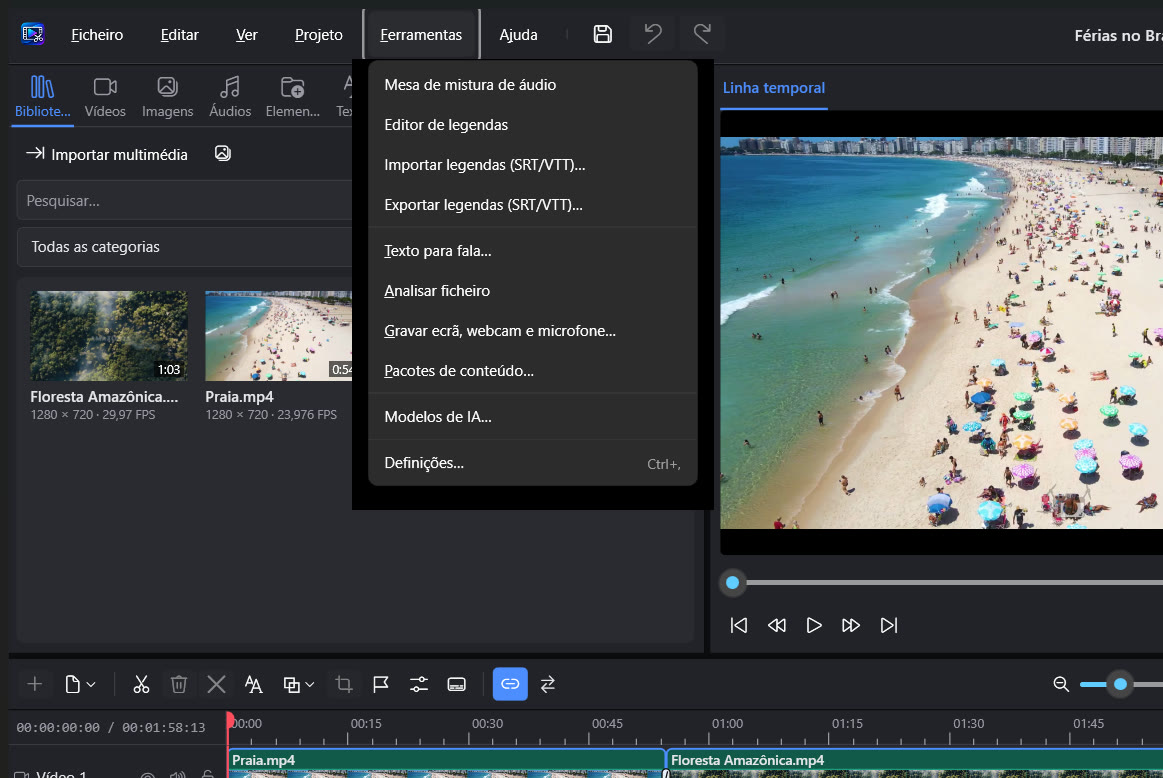 Ficheiro Editar Ver Projeto Ferramentas Ajuda
Férias no Bra
Bibliote... Vídeos Imagens Áudios Elemen... Tex
Mesa de mistura de áudio
Editor de legendas
Importar legendas (SRT/VTT)...
Exportar legendas (SRT/VTT)...
Texto para fala...
Analisar ficheiro
Gravar ecrã, webcam e microfone...
Pacotes de conteúdo...
Modelos de IA...
Definições... Ctrl+,
Linha temporal
Importar multimédia
Pesquisar...
Todas as categorias
1:03
0:54
Floresta Amazônica.... Praia.mp4
1280 × 720 · 29,97 FPS 1280 × 720 · 23,976 FPS
00:00:00:00 / 00:01:58:13
00:00 00:15 00:30 00:45 01:00 01:15 01:30 01:45
Praia.mp4 Floresta Amazônica.mp4
Vídeo 1